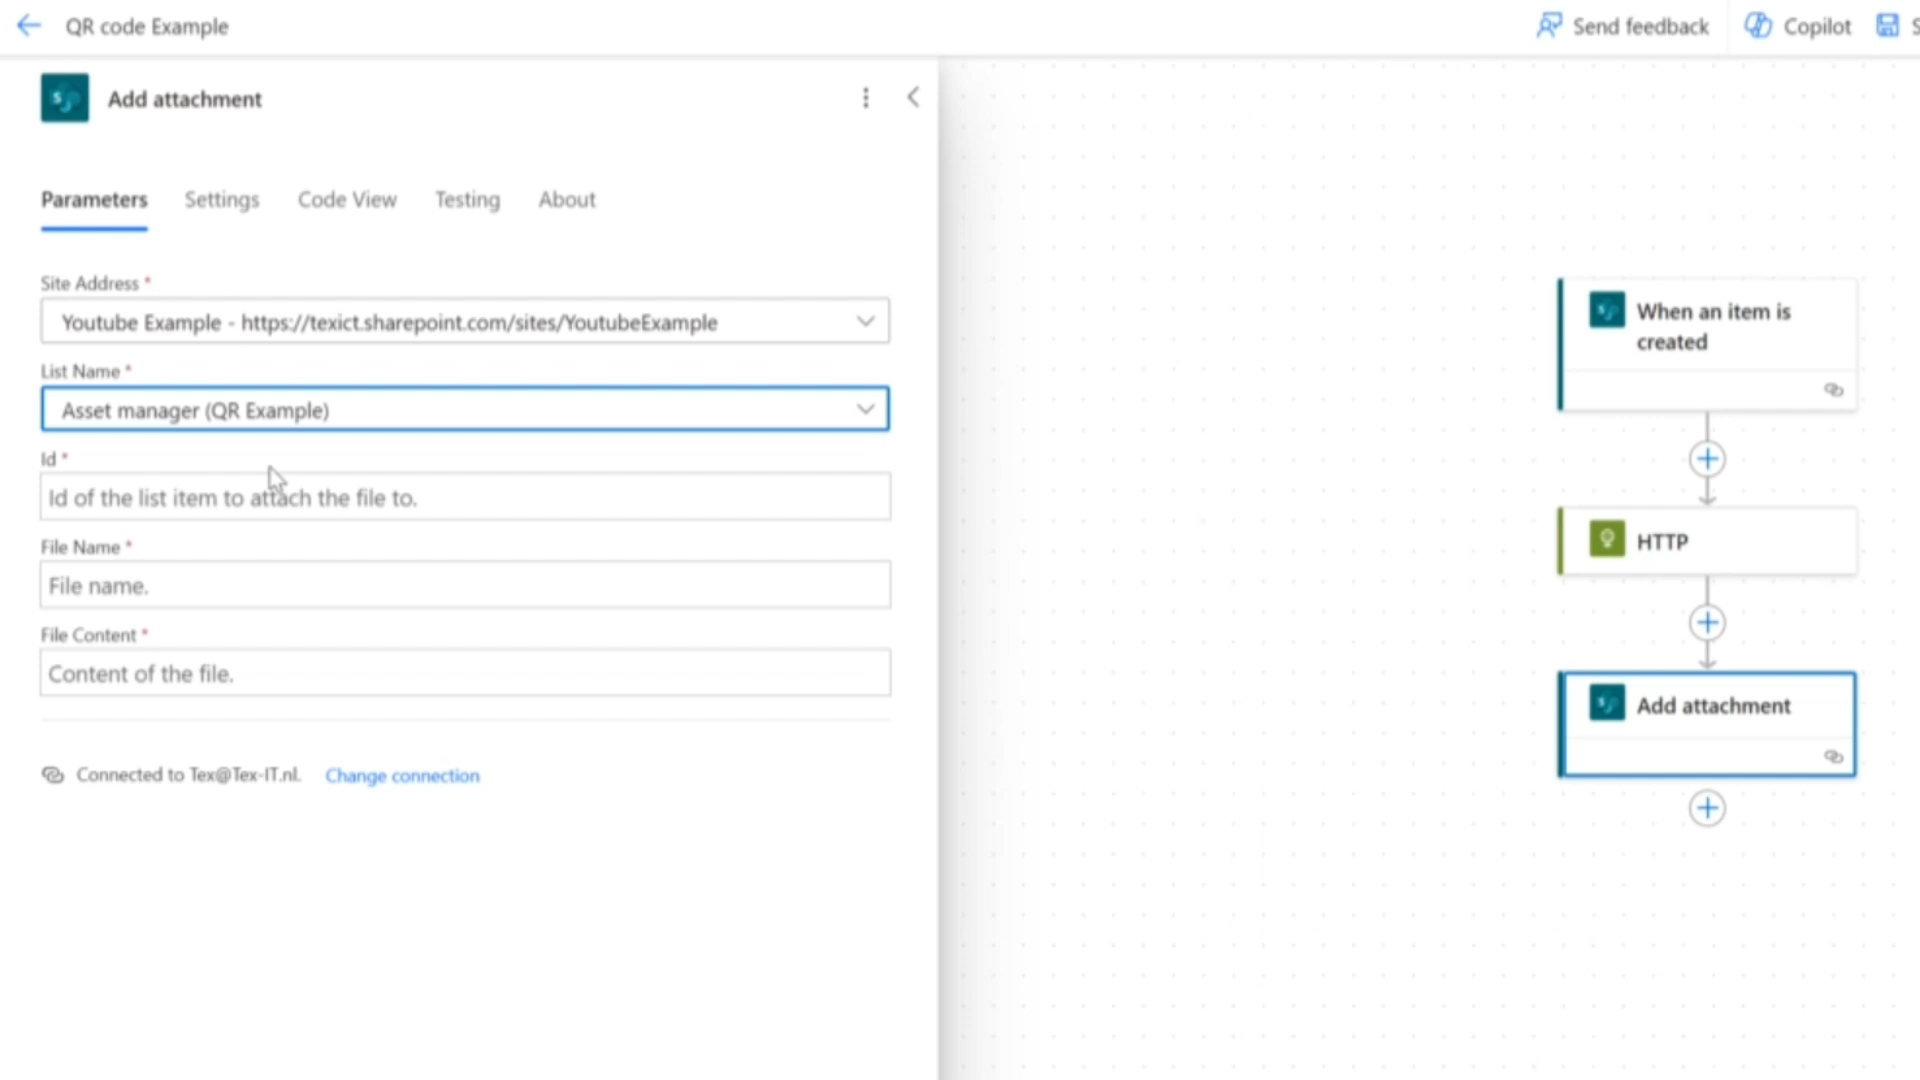 QR code Example
Send feedback
Copilot
S
Add attachment
Parameters
Settings
Code View
Testing
About
Site Address *
Youtube Example - https://texict.sharepoint.com/sites/YoutubeExample
List Name *
Asset manager (QR Example)
Id *
Id of the list item to attach the file to.
File Name *
File name.
File Content *
Content of the file.
Connected to Tex@Tex-IT.nl.
Change connection
When an item is
created
HTTP
Add attachment